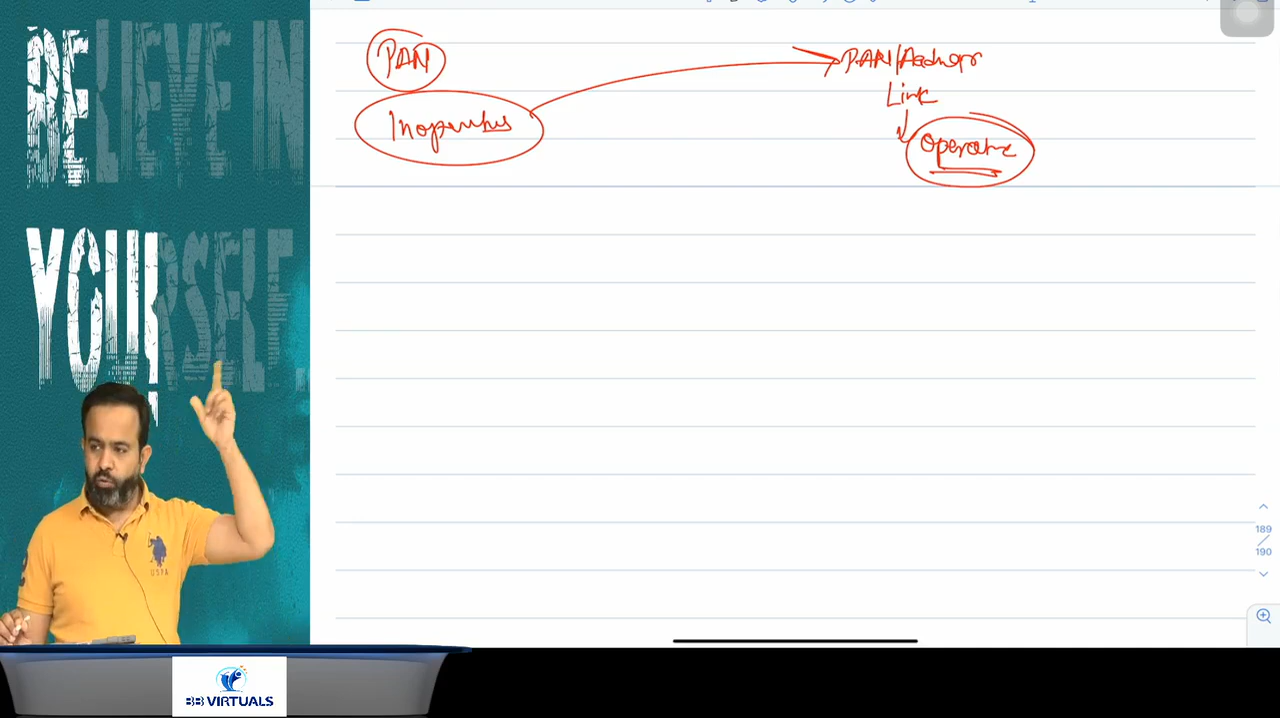 BELIEVE IN
YOURSELF.
PAN
Inoperative
PAN/Aadhaar
Link
Operative
189
190
USPA
BB VIRTUALS